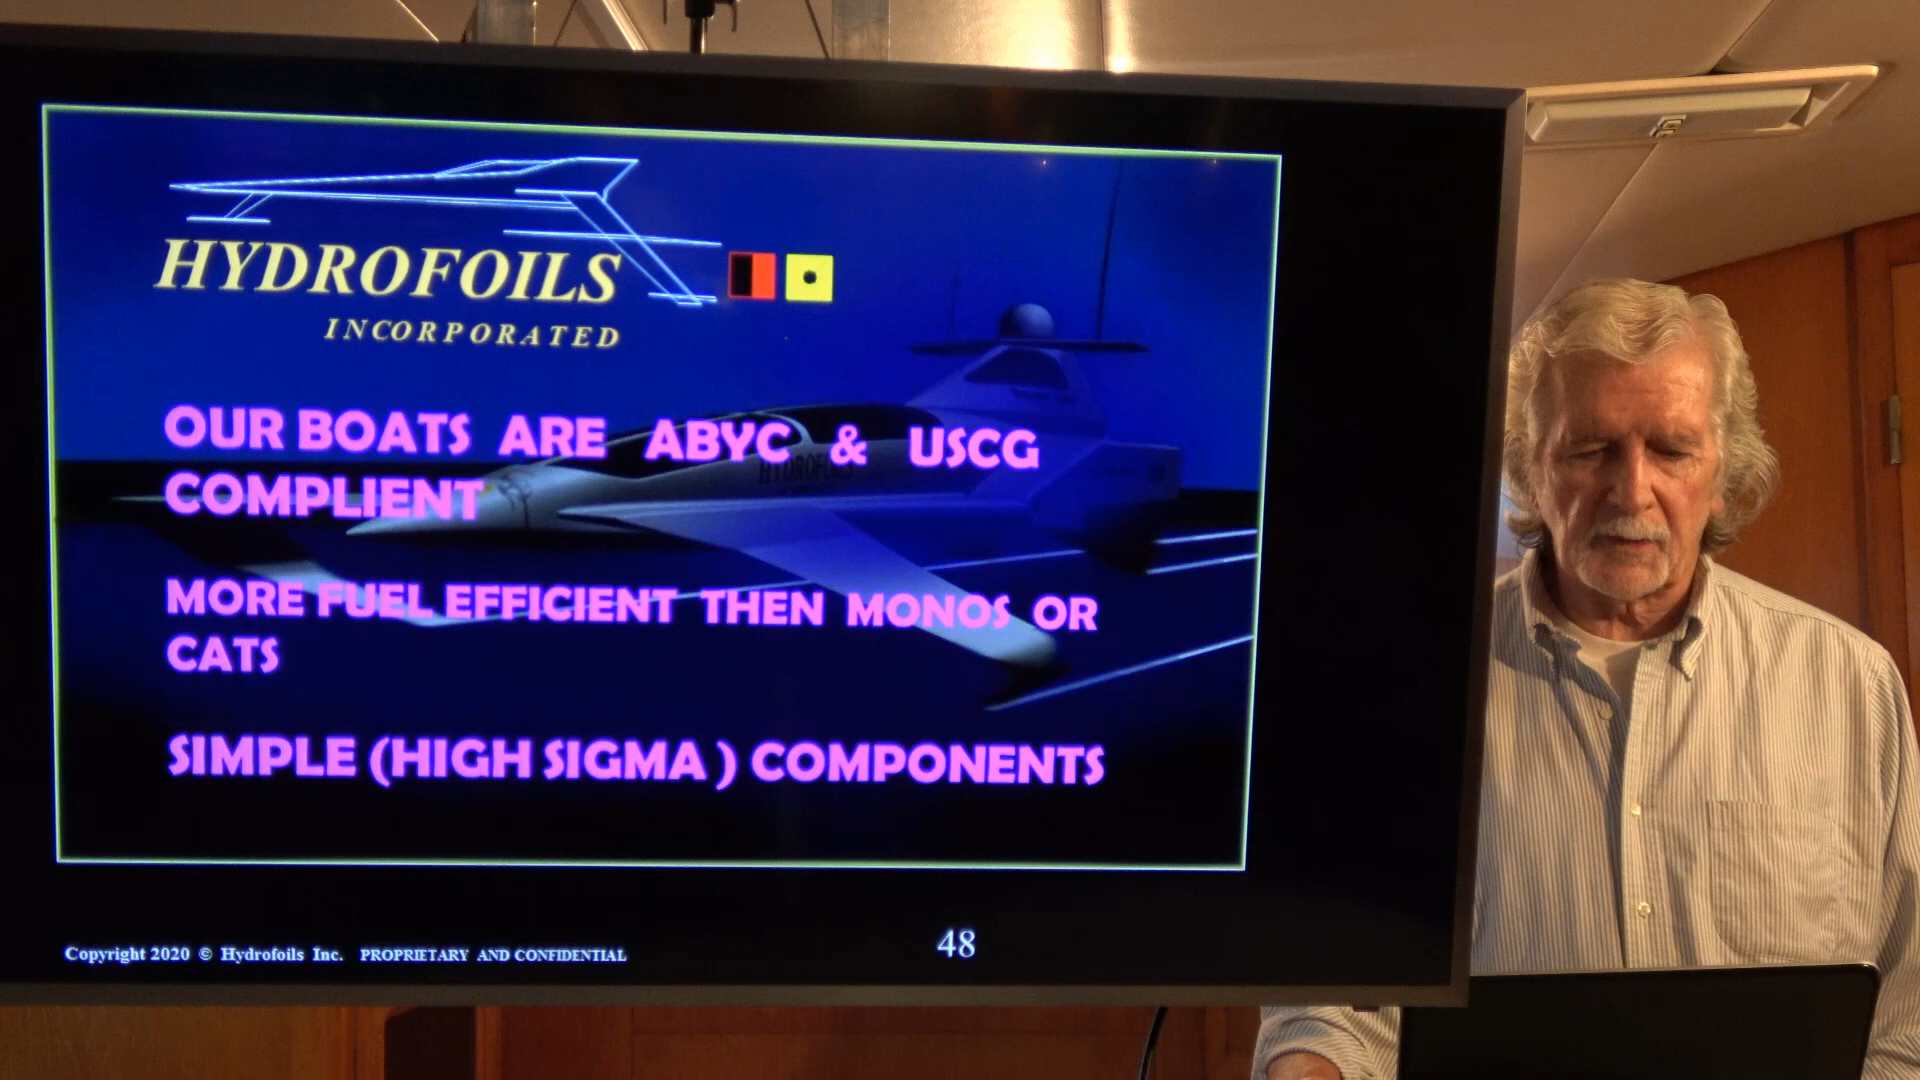 HYDROFOILS
INCORPORATED
OUR BOATS ARE ABYC & USCG
COMPLIENT
HYDROFOILS
MORE FUEL EFFICIENT THEN MONOS OR
CATS
SIMPLE (HIGH SIGMA ) COMPONENTS
Copyright 2020 © Hydrofoils Inc. PROPRIETARY AND CONFIDENTIAL
48